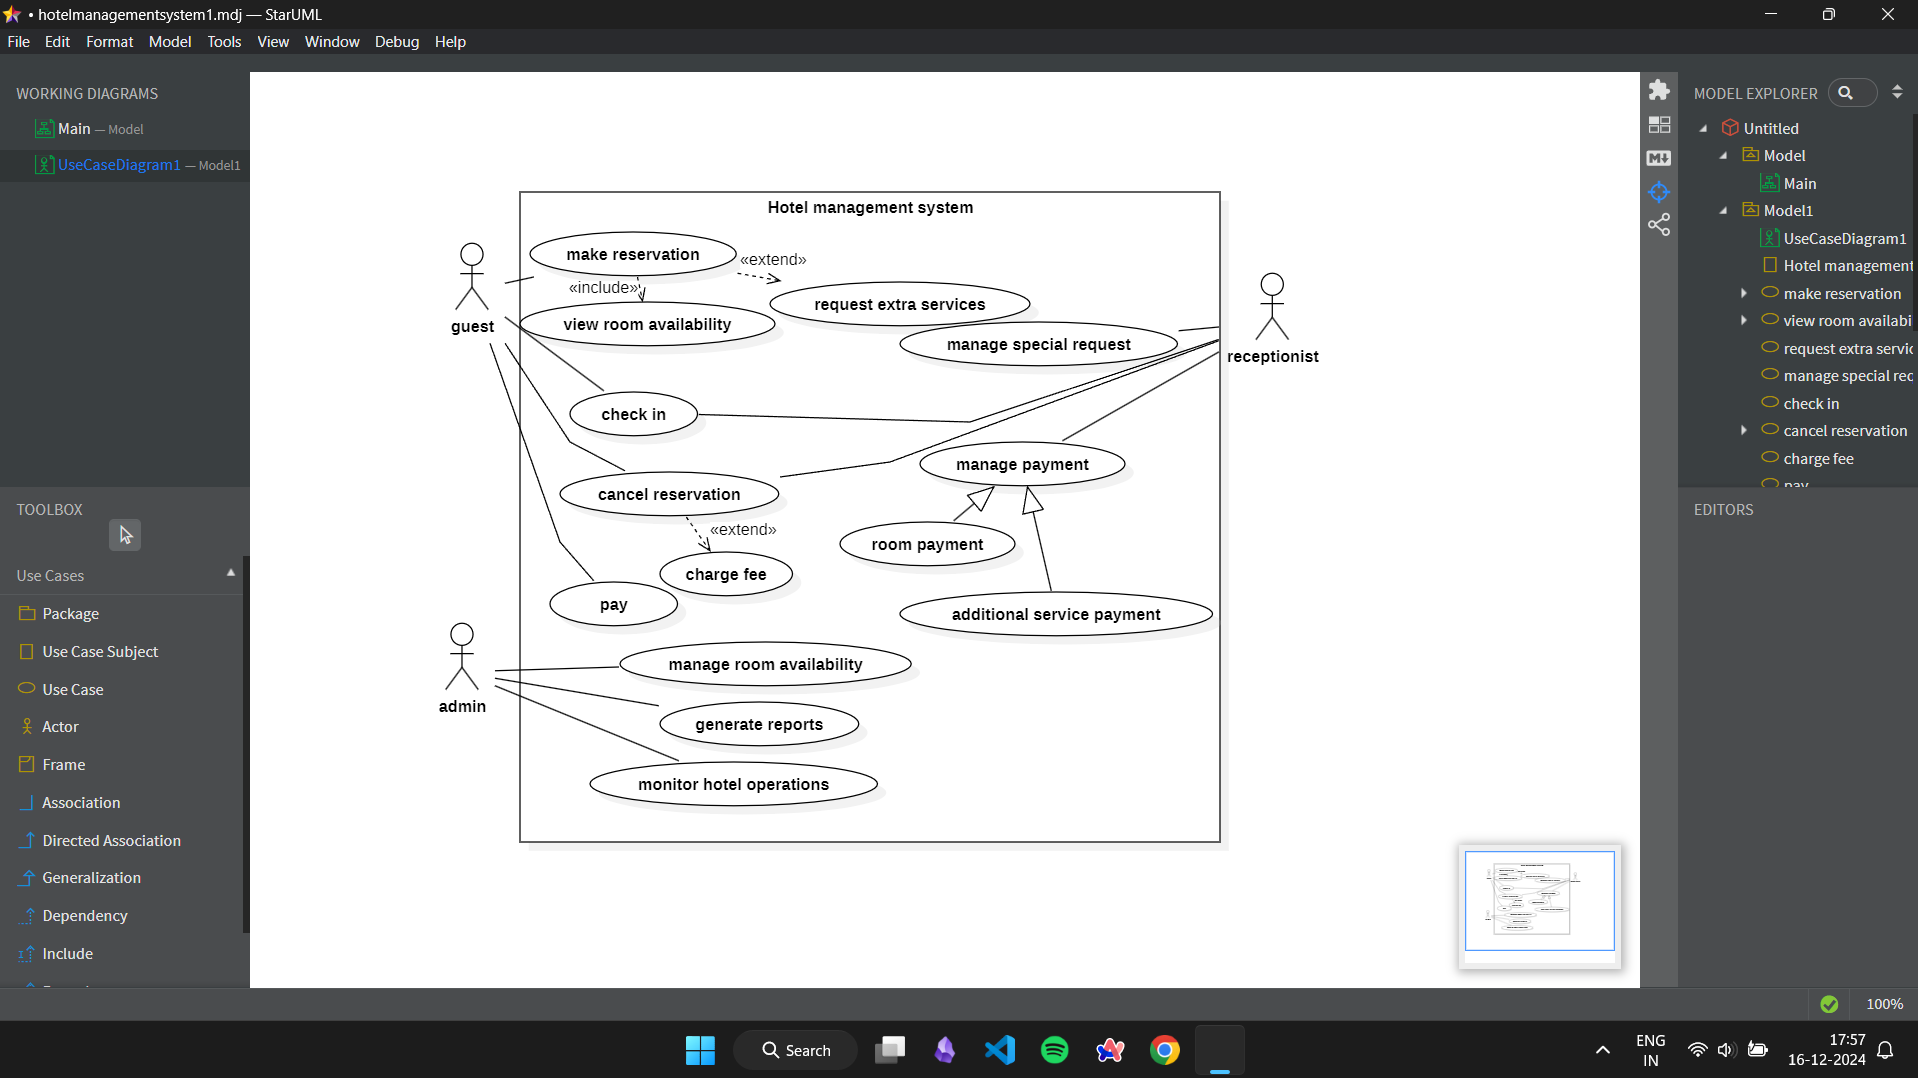 • hotelmanagementsystem1.mdj — StarUML
File Edit Format Model Tools View Window Debug Help
WORKING DIAGRAMS
Main — Model
UseCaseDiagram1 — Model1
TOOLBOX
Use Cases
Package
Use Case Subject
Use Case
Actor
Frame
Association
Directed Association
Generalization
Dependency
Include
Hotel management system
make reservation
«extend»
«include»
request extra services
guest
view room availability
manage special request
receptionist
check in
manage payment
cancel reservation
«extend»
room payment
charge fee
pay
additional service payment
manage room availability
admin
generate reports
monitor hotel operations
MODEL EXPLORER
Untitled
Model
Main
Model1
UseCaseDiagram1
Hotel management
make reservation
view room availabi
request extra servic
manage special rec
check in
cancel reservation
charge fee
pay
EDITORS
100%
Search
ENG
IN
17:57
16-12-2024